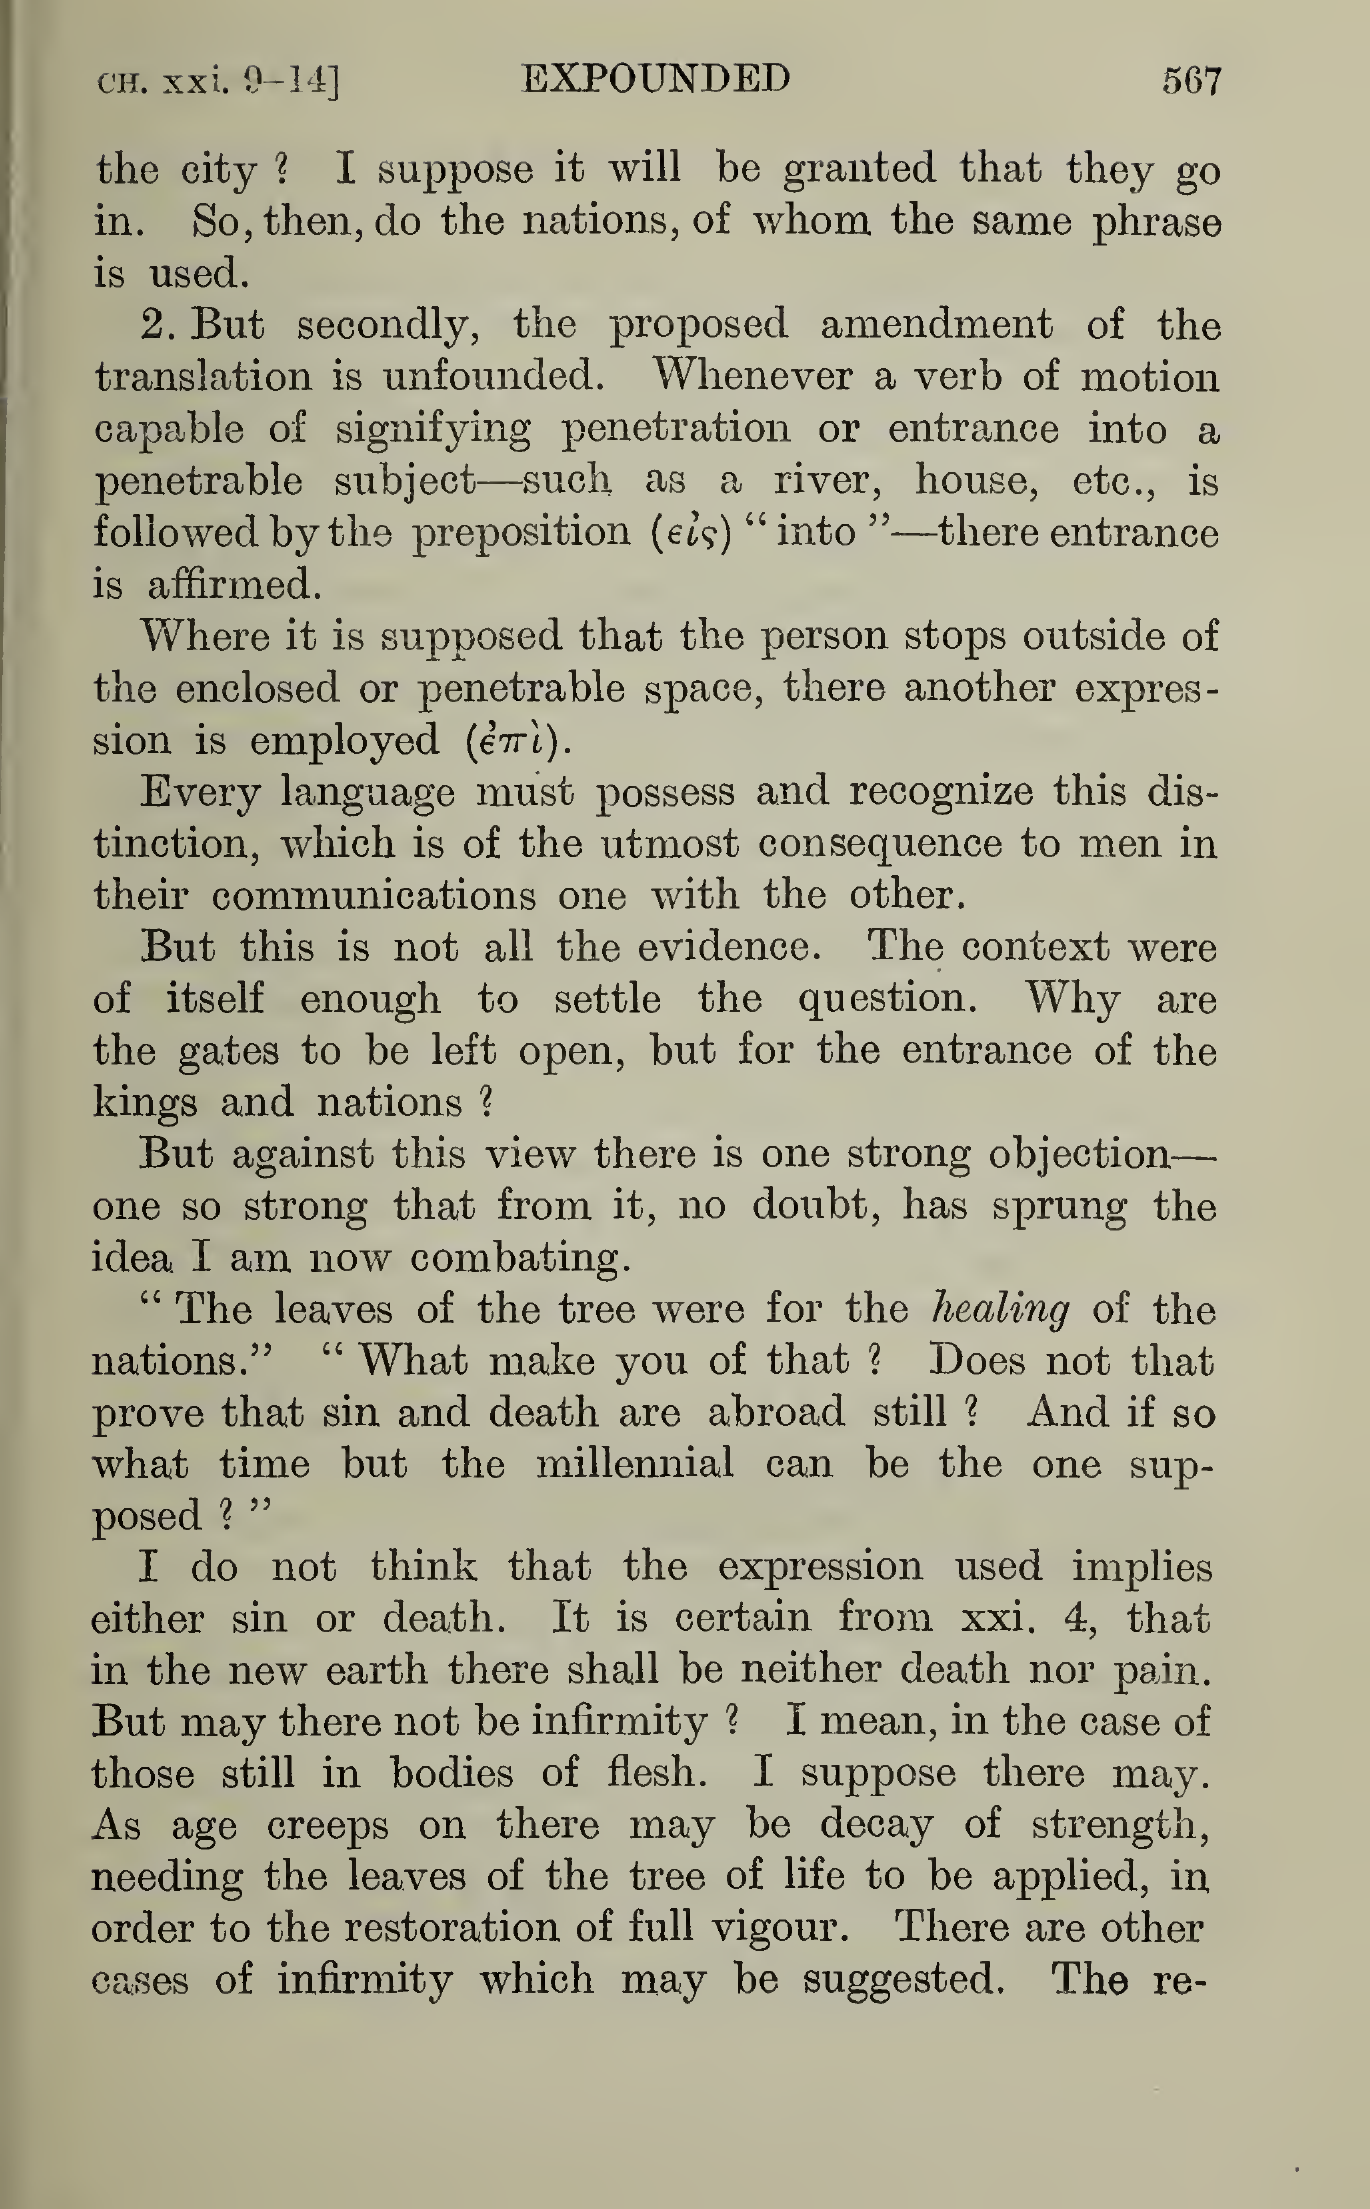 CH. xxi. 9–14] EXPOUNDED 567
the city ? I suppose it will be granted that they go
in. So, then, do the nations, of whom the same phrase
is used.
2. But secondly, the proposed amendment of the
translation is unfounded. Whenever a verb of motion
capable of signifying penetration or entrance into a
penetrable subject—such as a river, house, etc., is
followed by the preposition (εἰς) “ into ”—there entrance
is affirmed.
Where it is supposed that the person stops outside of
the enclosed or penetrable space, there another expres-
sion is employed (ἐπὶ).
Every language must possess and recognize this dis-
tinction, which is of the utmost consequence to men in
their communications one with the other.
But this is not all the evidence. The context were
of itself enough to settle the question. Why are
the gates to be left open, but for the entrance of the
kings and nations ?
But against this view there is one strong objection—
one so strong that from it, no doubt, has sprung the
idea I am now combating.
“ The leaves of the tree were for the healing of the
nations.” “ What make you of that ? Does not that
prove that sin and death are abroad still ? And if so
what time but the millennial can be the one sup-
posed ? ”
I do not think that the expression used implies
either sin or death. It is certain from xxi. 4, that
in the new earth there shall be neither death nor pain.
But may there not be infirmity ? I mean, in the case of
those still in bodies of flesh. I suppose there may.
As age creeps on there may be decay of strength,
needing the leaves of the tree of life to be applied, in
order to the restoration of full vigour. There are other
cases of infirmity which may be suggested. The re-